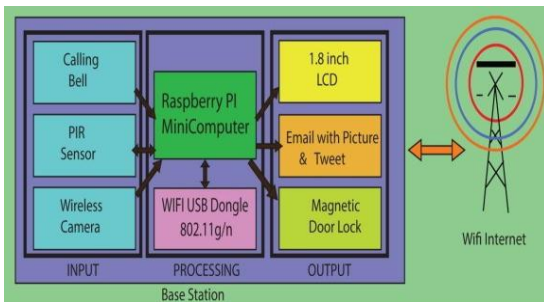 Calling
Bell
PIR
Sensor
Wireless
Camera
INPUT
Raspberry PI
MiniComputer
WIFI USB Dongle
802.11g/n
PROCESSING
1.8 inch
LCD
Email with Picture
& Tweet
Magnetic
Door Lock
OUTPUT
Base Station
Wifi Internet